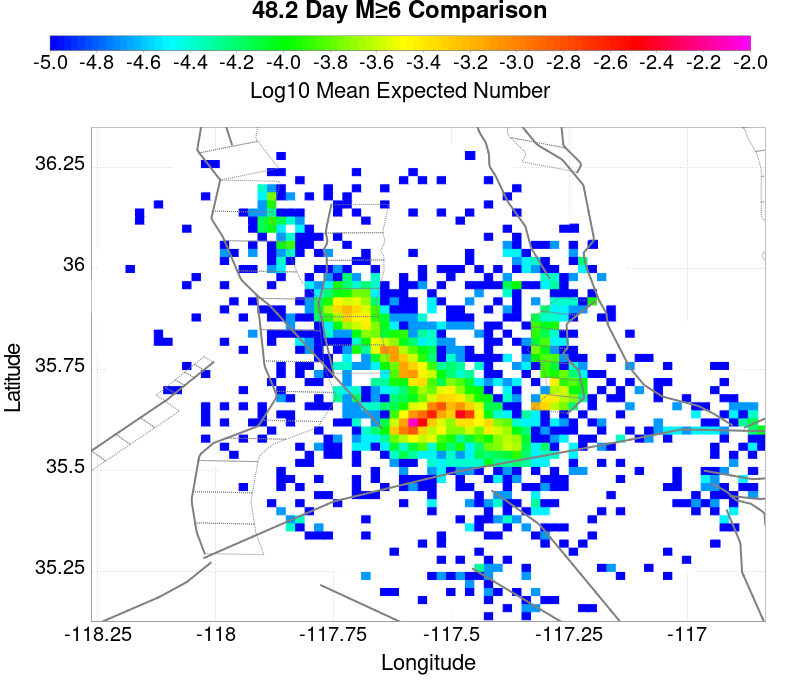 48.2 Day M≥6 Comparison
-5.0 -4.8 -4.6 -4.4 -4.2 -4.0 -3.8 -3.6 -3.4 -3.2 -3.0 -2.8 -2.6 -2.4 -2.2 -2.0
Log10 Mean Expected Number
36.25
36
35.75
35.5
35.25
Latitude
-118.25 -118 -117.75 -117.5 -117.25 -117
Longitude